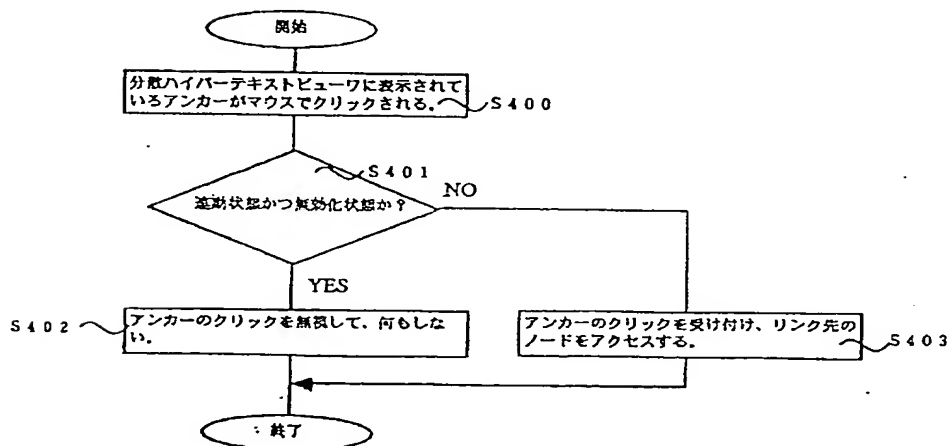 開始
分散ハイパーテキストビューワに表示されて
いるアンカーがマウスでクリックされる。
S400
S401
NO
連動状態かつ無効化状態か?
YES
S402
アンカーのクリックを無視して、何もしな
い。
アンカーのクリックを受け付け、リンク先の
ノードをアクセスする。
S403
終了